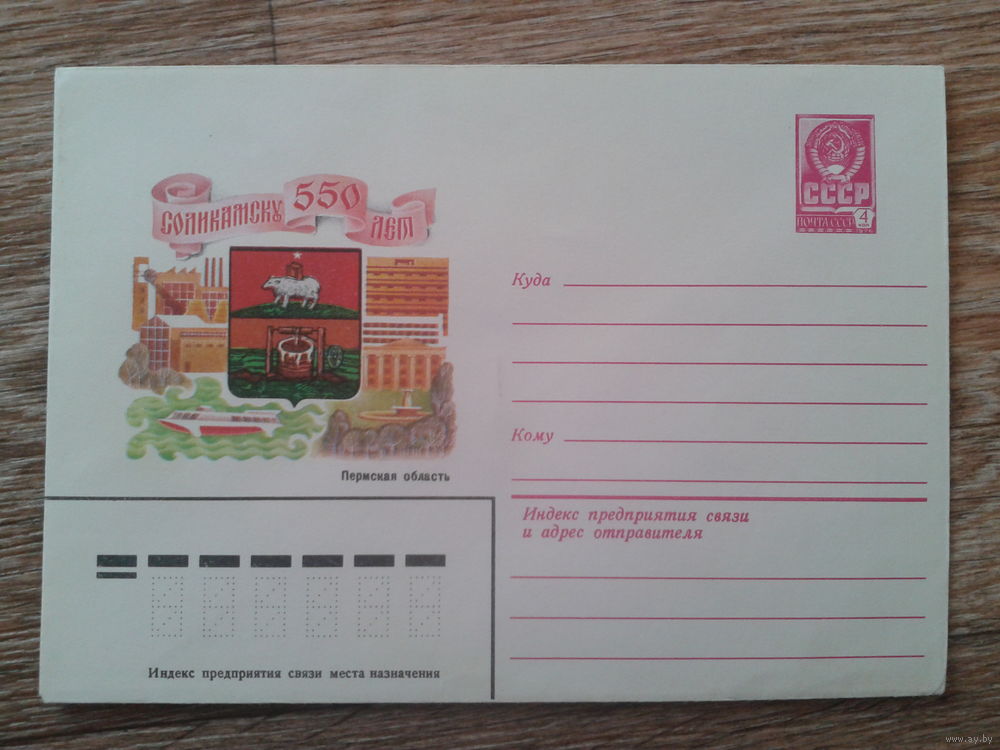 СОЛИКАМСКУ 550 ЛЕТ
СССР
ПОЧТА СССР
4
КОП
Куда
Кому
Пермская область
Индекс предприятия связи
и адрес отправителя
Индекс предприятия связи места назначения
www.ay.by